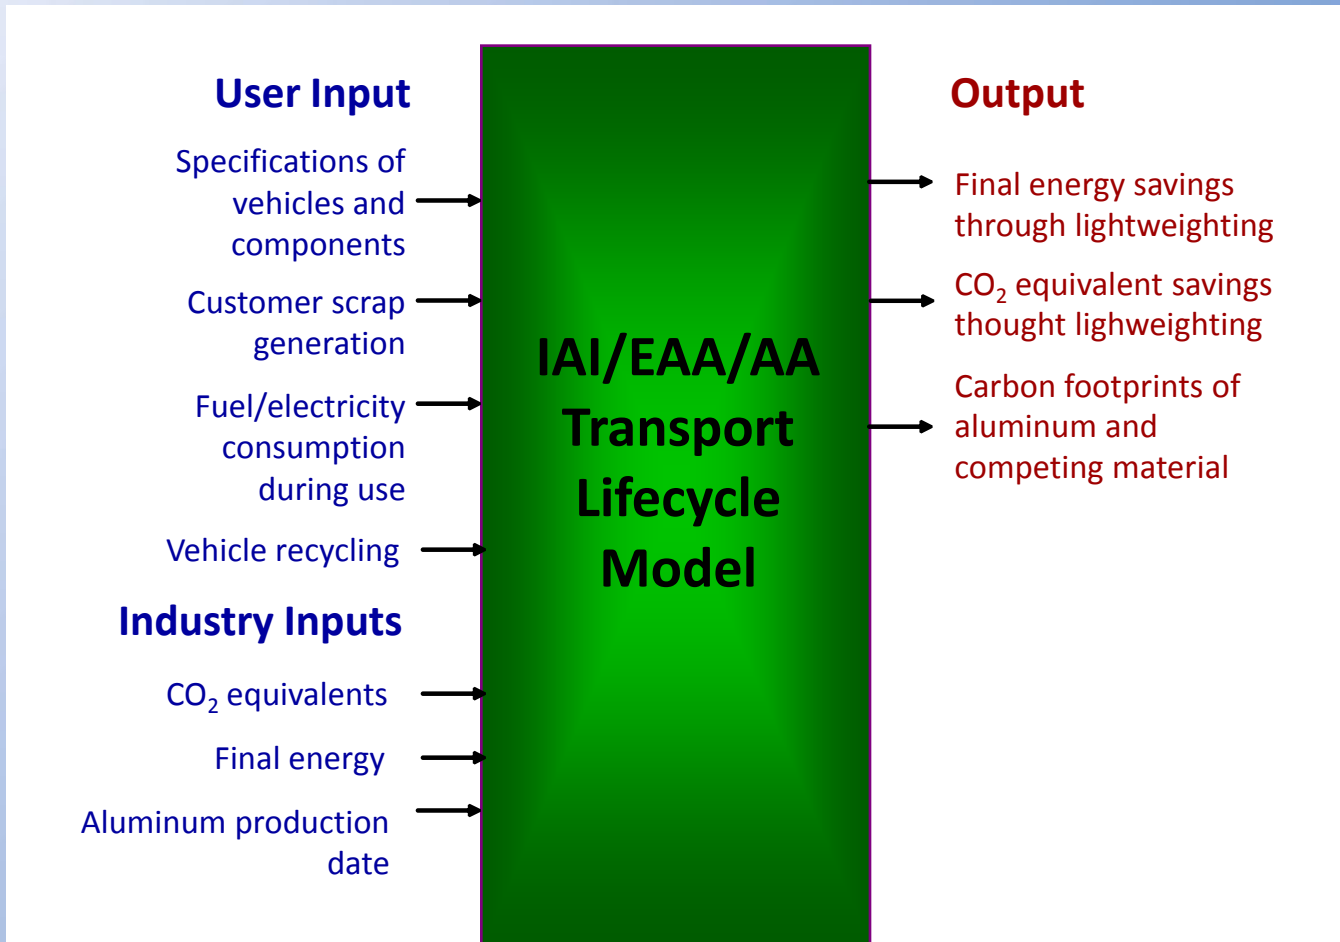 User Input
Specifications of
vehicles and
components
Customer scrap
generation
Fuel/electricity
consumption
during use
Vehicle recycling
Industry Inputs
CO₂ equivalents
Final energy
Aluminum production
date
IAI/EAA/AA
Transport
Lifecycle
Model
Output
Final energy savings
through lightweighting
CO₂ equivalent savings
thought lighweighting
Carbon footprints of
aluminum and
competing material